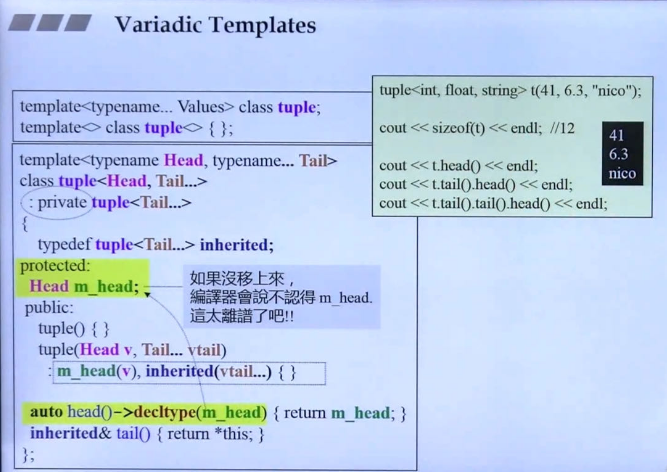 Variadic Templates
template<typename... Values> class tuple;
template<> class tuple<> { };
template<typename Head, typename... Tail>
class tuple<Head, Tail...>
: private tuple<Tail...>
{
typedef tuple<Tail...> inherited;
protected:
Head m_head;
public:
tuple() { }
tuple(Head v, Tail... vtail)
: m_head(v), inherited(vtail...) { }
auto head()->decltype(m_head) { return m_head; }
inherited& tail() { return *this; }
};
如果沒移上來，
編譯器會說不認得 m_head.
這太離譜了吧!!
tuple<int, float, string> t(41, 6.3, "nico");
cout << sizeof(t) << endl; //12
cout << t.head() << endl;
cout << t.tail().head() << endl;
cout << t.tail().tail().head() << endl;
41
6.3
nico